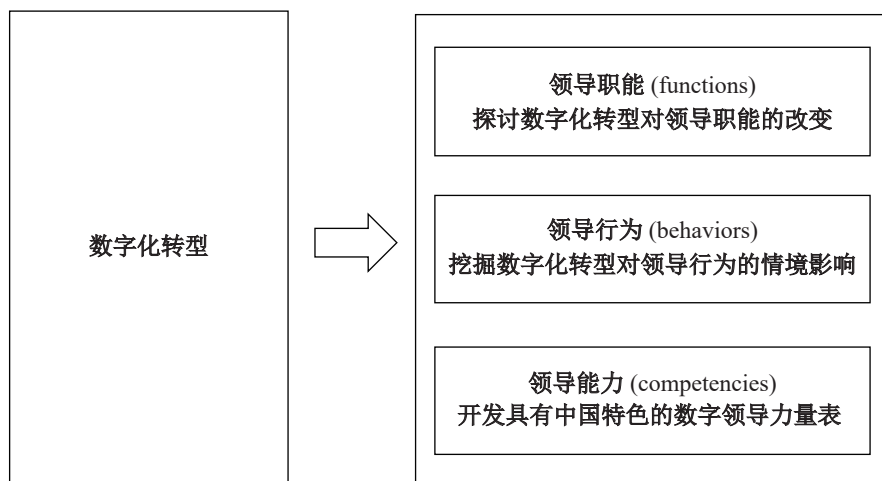 数字化转型
领导职能 (functions)
探讨数字化转型对领导职能的改变
领导行为 (behaviors)
挖掘数字化转型对领导行为的情境影响
领导能力 (competencies)
开发具有中国特色的数字领导力量表